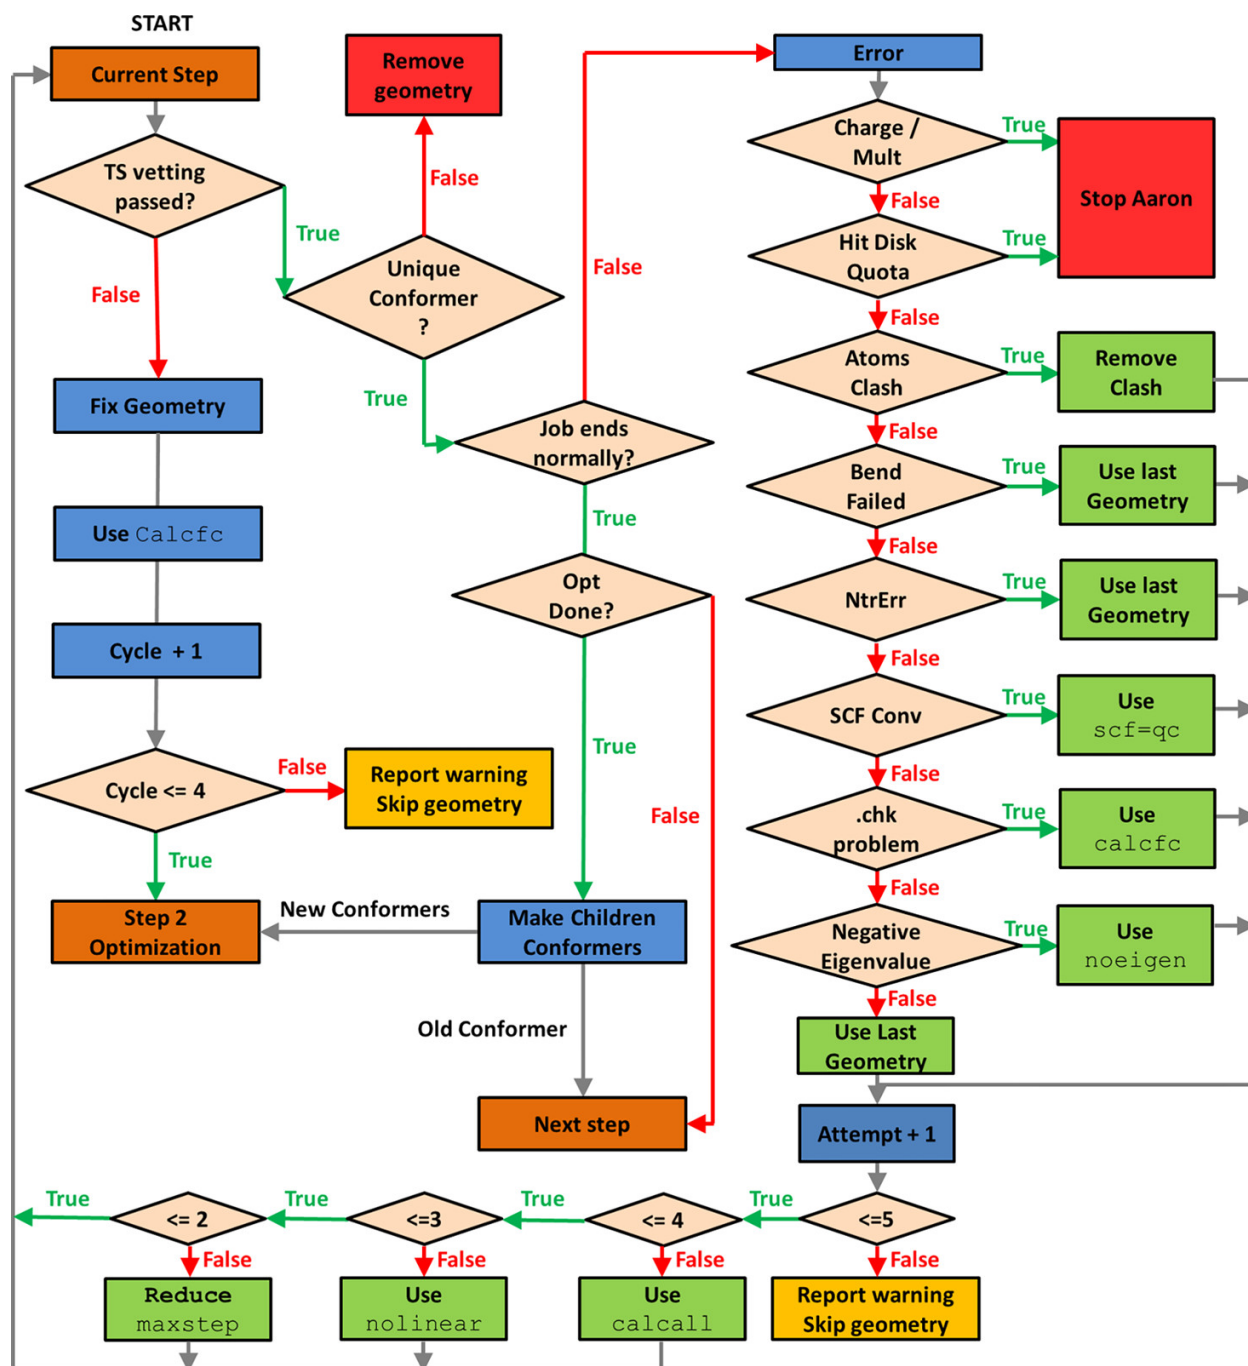 START
Current Step
TS vetting
passed?
True
False
Remove
geometry
False
Unique
Conformer
?
True
Fix Geometry
Use Calcfc
Cycle + 1
Cycle <= 4
False
Report warning
Skip geometry
True
Step 2
Optimization
New Conformers
Make Children
Conformers
Old Conformer
Next step
Job ends
normally?
False
True
Opt
Done?
True
False
Error
Charge /
Mult
True
Stop Aaron
False
Hit Disk
Quota
True
False
Atoms
Clash
True
Remove
Clash
False
Bend
Failed
True
Use last
Geometry
False
NtrErr
True
Use last
Geometry
False
SCF Conv
True
Use
scf=qc
False
.chk
problem
True
Use
calcfc
False
Negative
Eigenvalue
True
Use
noeigen
False
Use Last
Geometry
Attempt + 1
<=5
True
False
Report warning
Skip geometry
<= 4
True
False
Use
calcall
<=3
True
False
Use
nolinear
<= 2
True
False
Reduce
maxstep